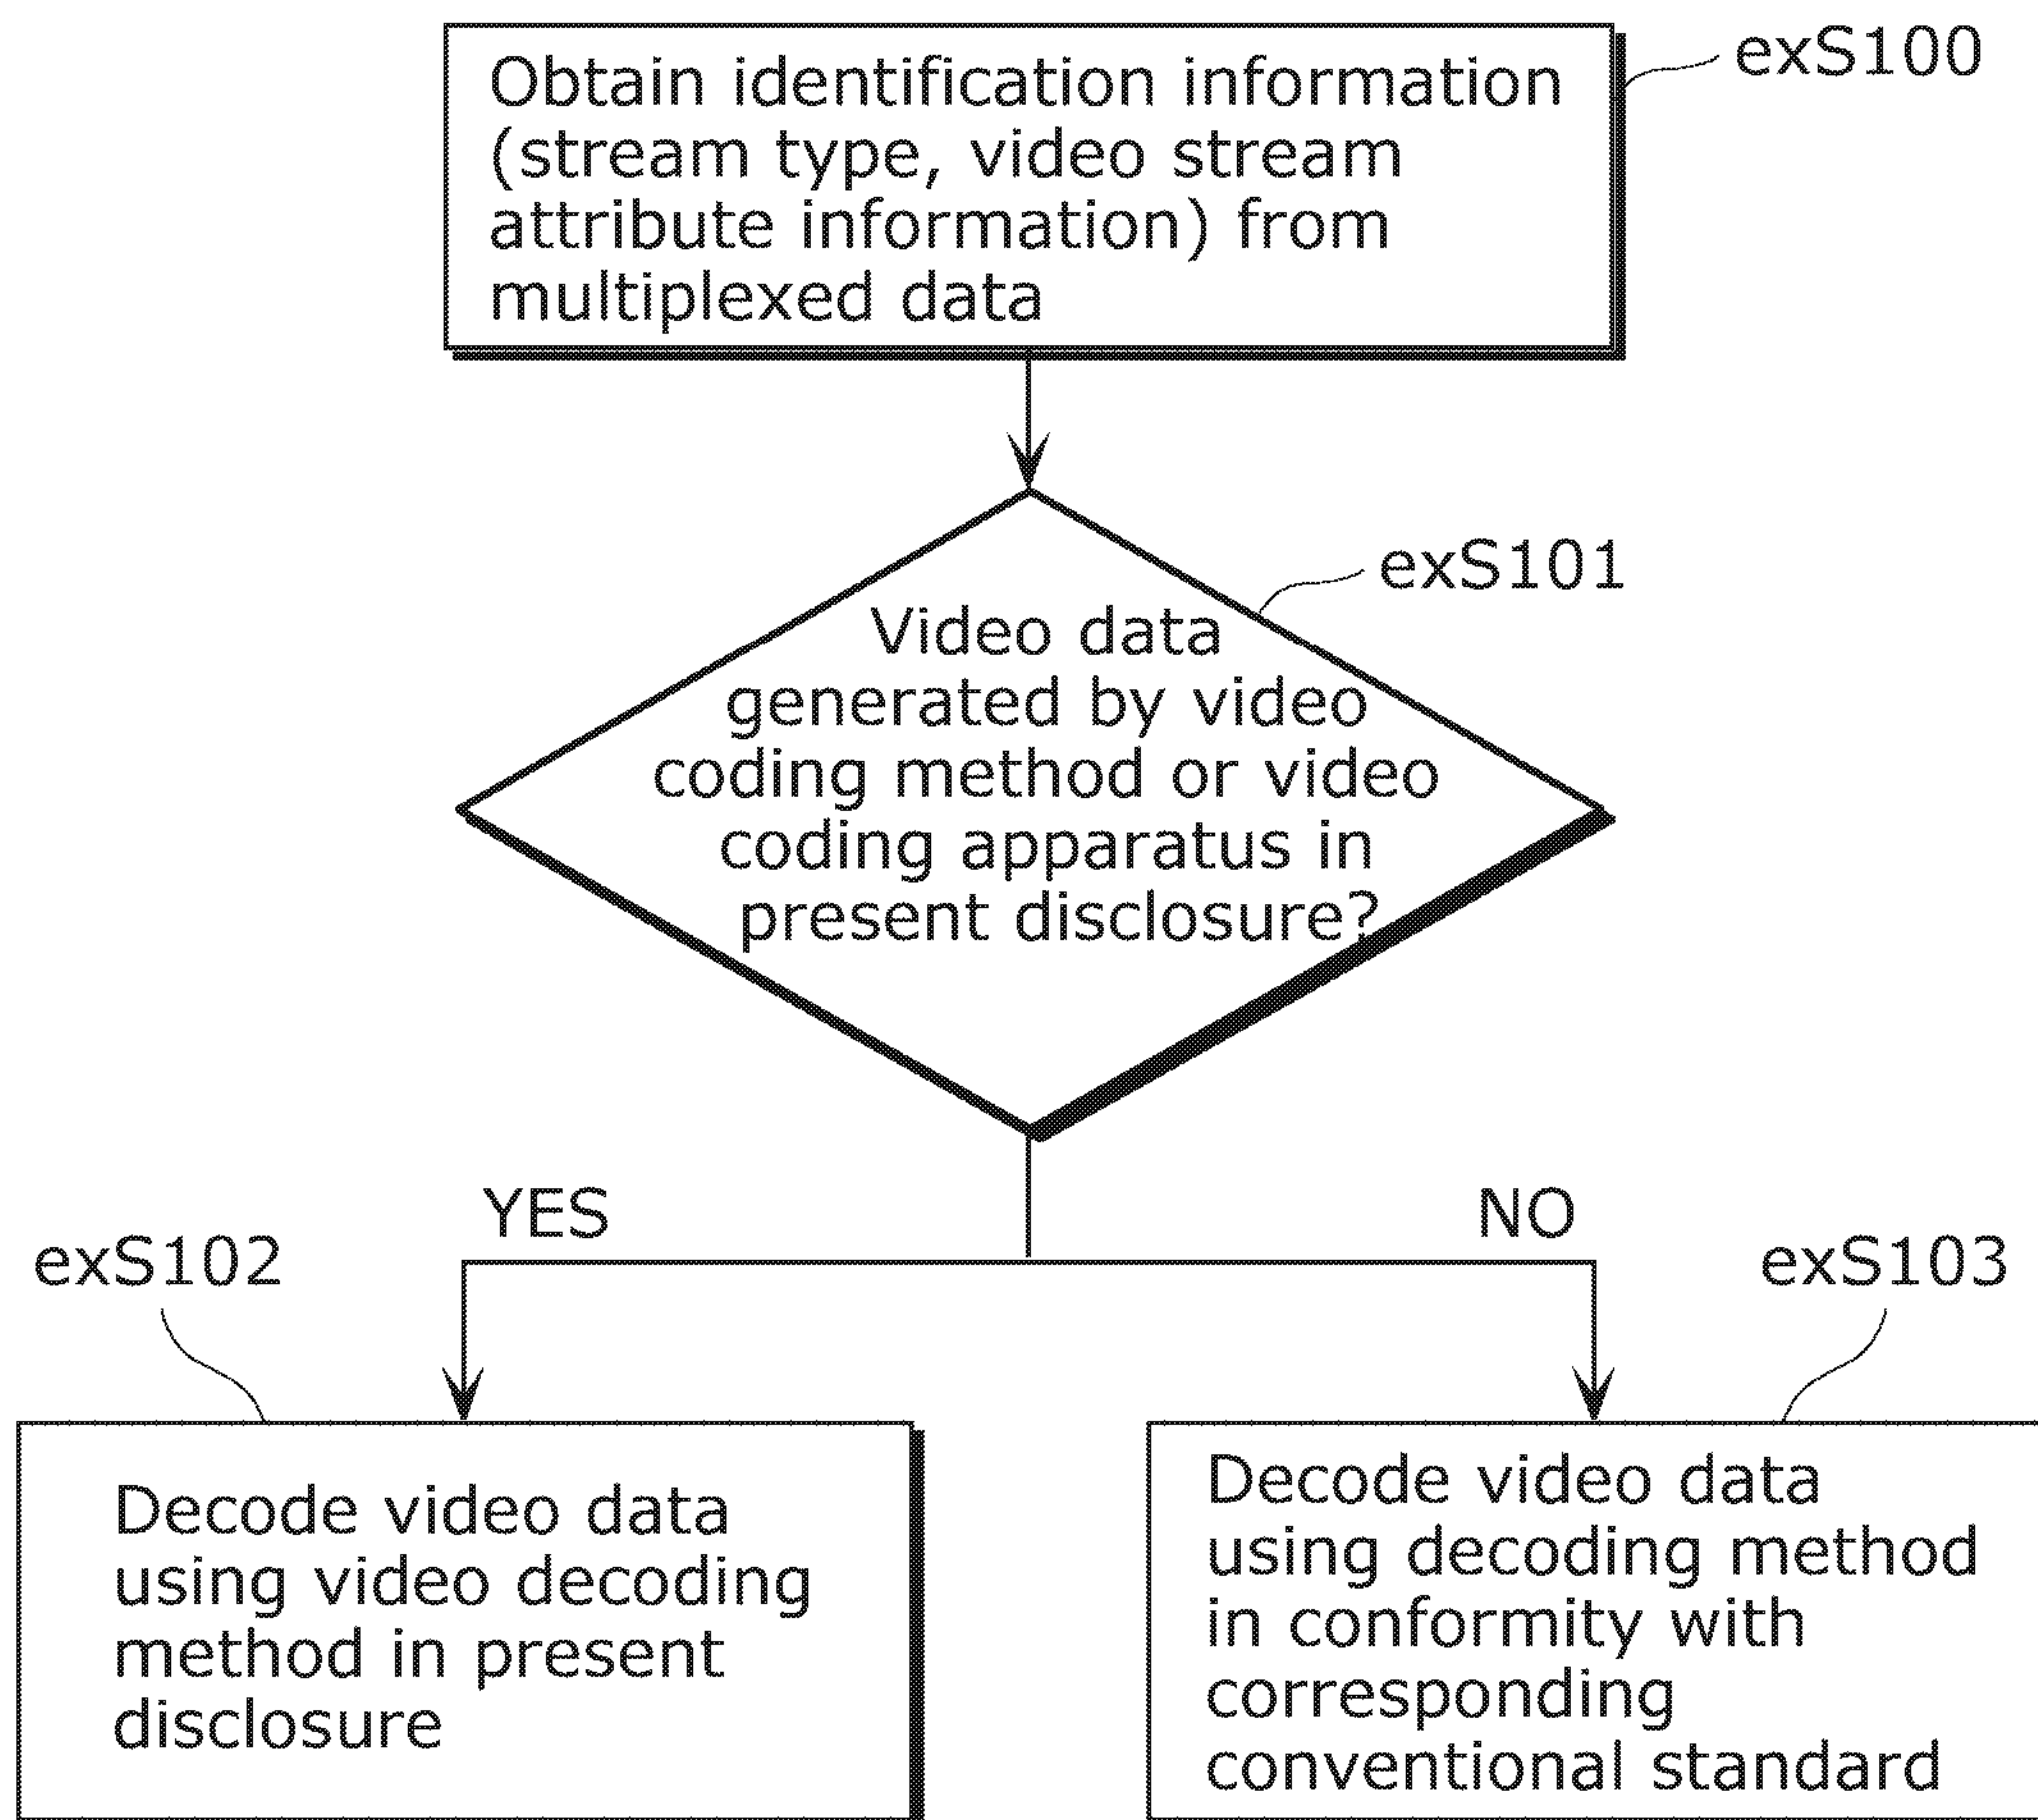 Obtain identification information
(stream type, video stream
attribute information) from
multiplexed data
exS100
exS101
Video data
generated by video
coding method or video
coding apparatus in
present disclosure?
YES
NO
exS102
exS103
Decode video data
using video decoding
method in present
disclosure
Decode video data
using decoding method
in conformity with
corresponding
conventional standard